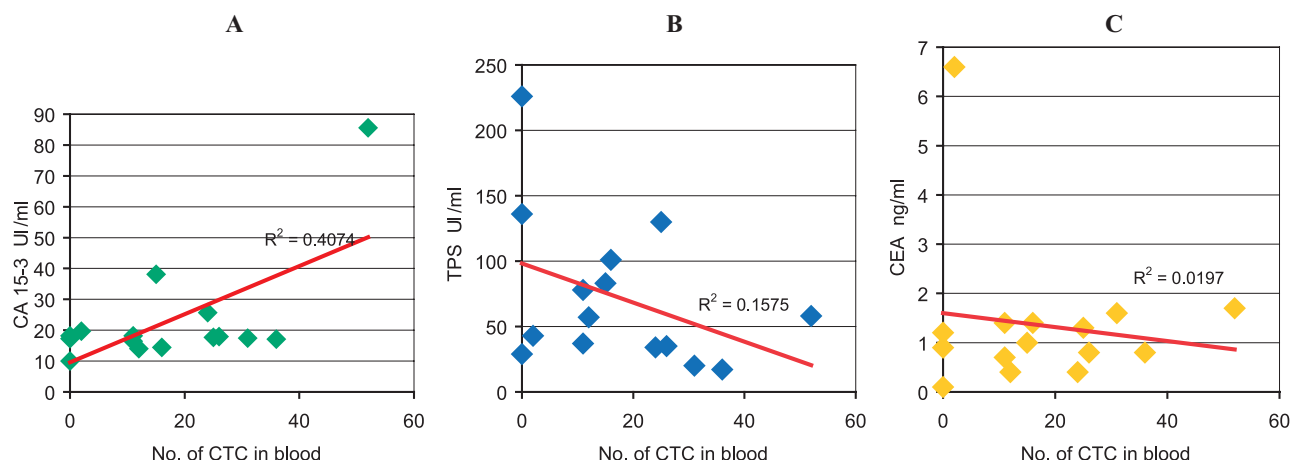 A
CA 15-3 UI/ml
90
80
70
60
50
40
30
20
10
0
R² = 0.4074
0 20 40 60
No. of CTC in blood
B
TPS UI/ml
250
200
150
100
50
0
R² = 0.1575
0 20 40 60
No. of CTC in blood
C
CEA ng/ml
7
6
5
4
3
2
1
0
R² = 0.0197
0 20 40 60
No. of CTC in blood